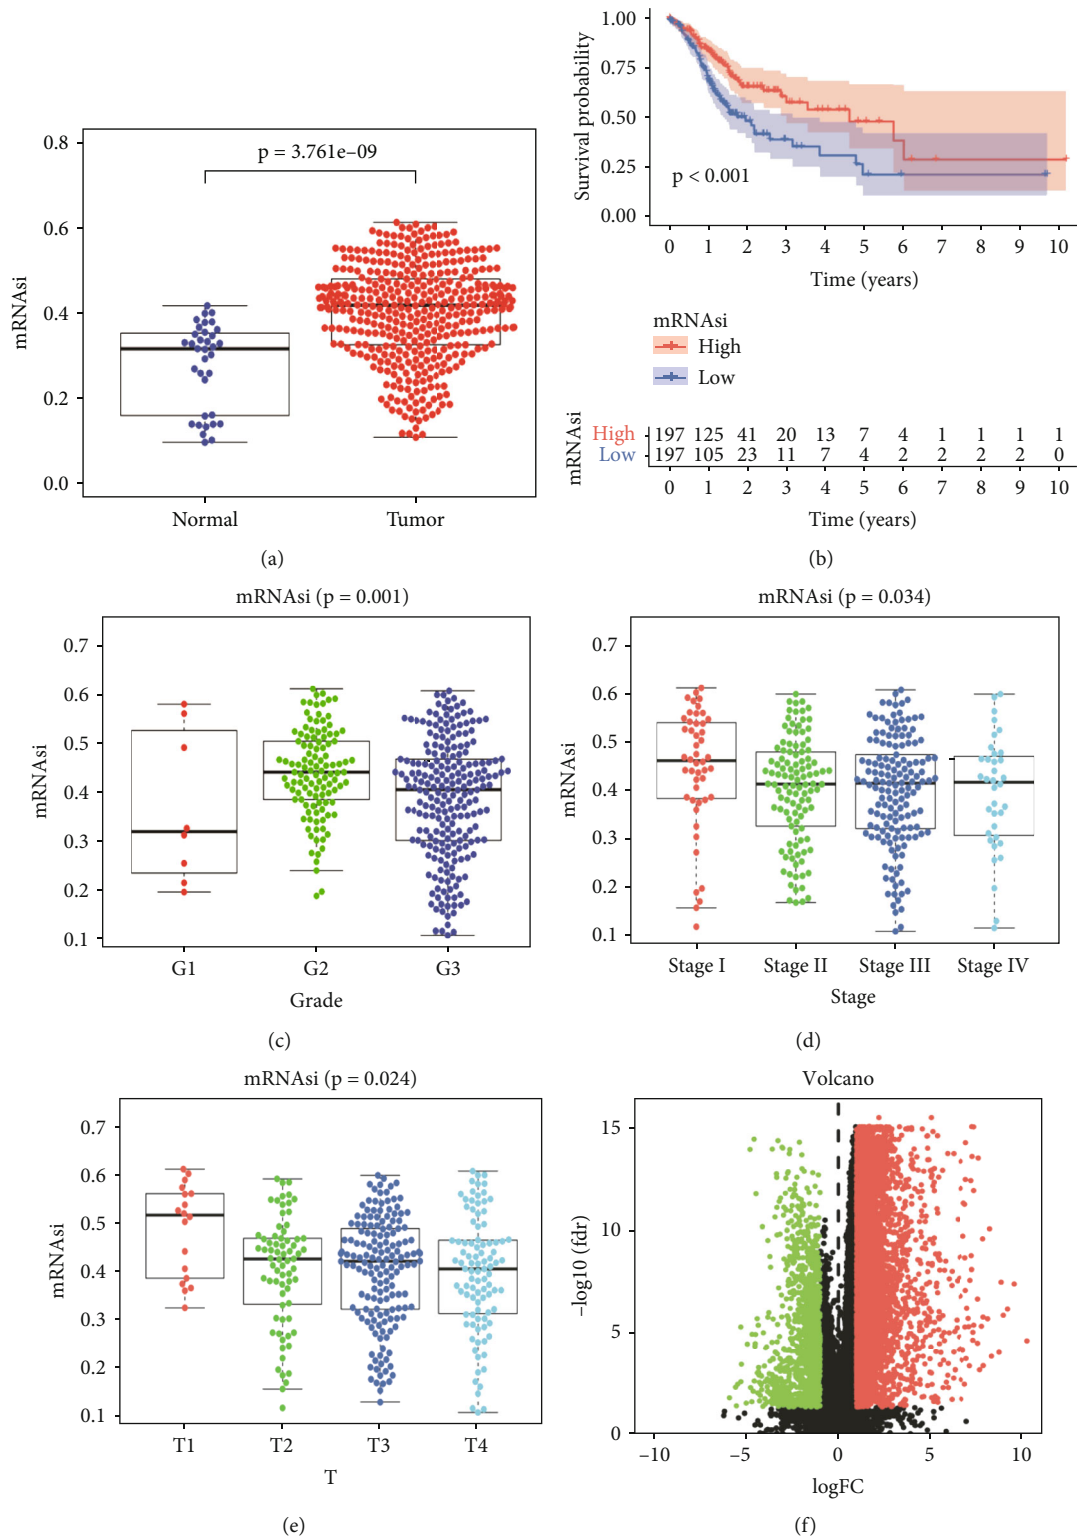 p = 3.761e–09
0.8
0.6
0.4
0.2
0.0
mRNAsi
Normal Tumor
(a)
1.00
0.75
0.50
0.25
0.00
Survival probability
p < 0.001
0 1 2 3 4 5 6 7 8 9 10
Time (years)
mRNAsi
High
Low
mRNAsi
High 197 125 41 20 13 7 4 1 1 1 1
Low 197 105 23 11 7 4 2 2 2 2 0
0 1 2 3 4 5 6 7 8 9 10
Time (years)
(b)
mRNAsi (p = 0.001)
0.7
0.6
0.5
0.4
0.3
0.2
0.1
mRNAsi
G1 G2 G3
Grade
(c)
mRNAsi (p = 0.034)
0.7
0.6
0.5
0.4
0.3
0.2
0.1
mRNAsi
Stage I Stage II Stage III Stage IV
Stage
(d)
mRNAsi (p = 0.024)
0.7
0.6
0.5
0.4
0.3
0.2
0.1
mRNAsi
T1 T2 T3 T4
T
(e)
Volcano
15
10
5
0
–log10 (fdr)
–10 –5 0 5 10
logFC
(f)